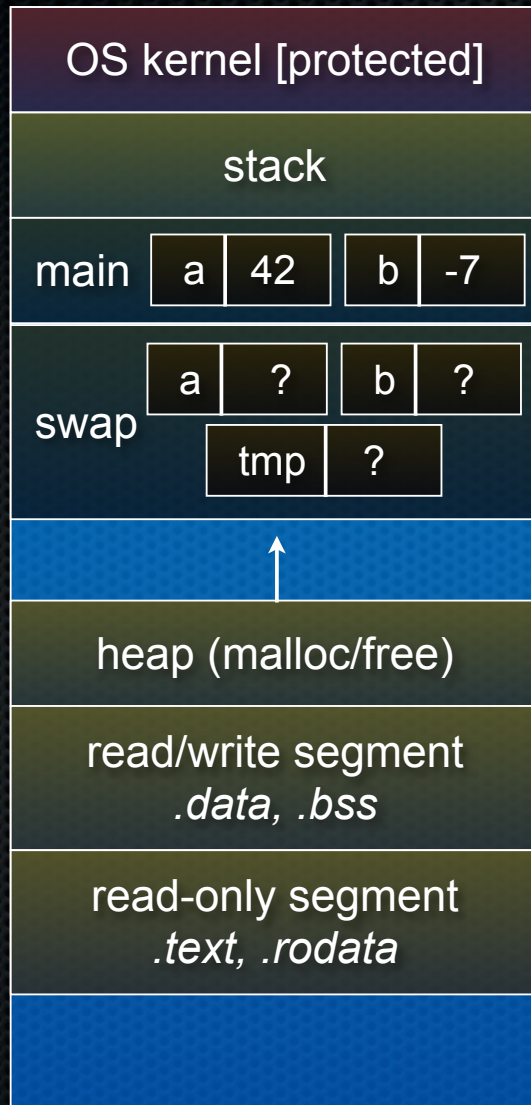 OS kernel [protected]
stack
main a 42 b -7
a ? b ?
swap
tmp ?
heap (malloc/free)
read/write segment
.data, .bss
read-only segment
.text, .rodata